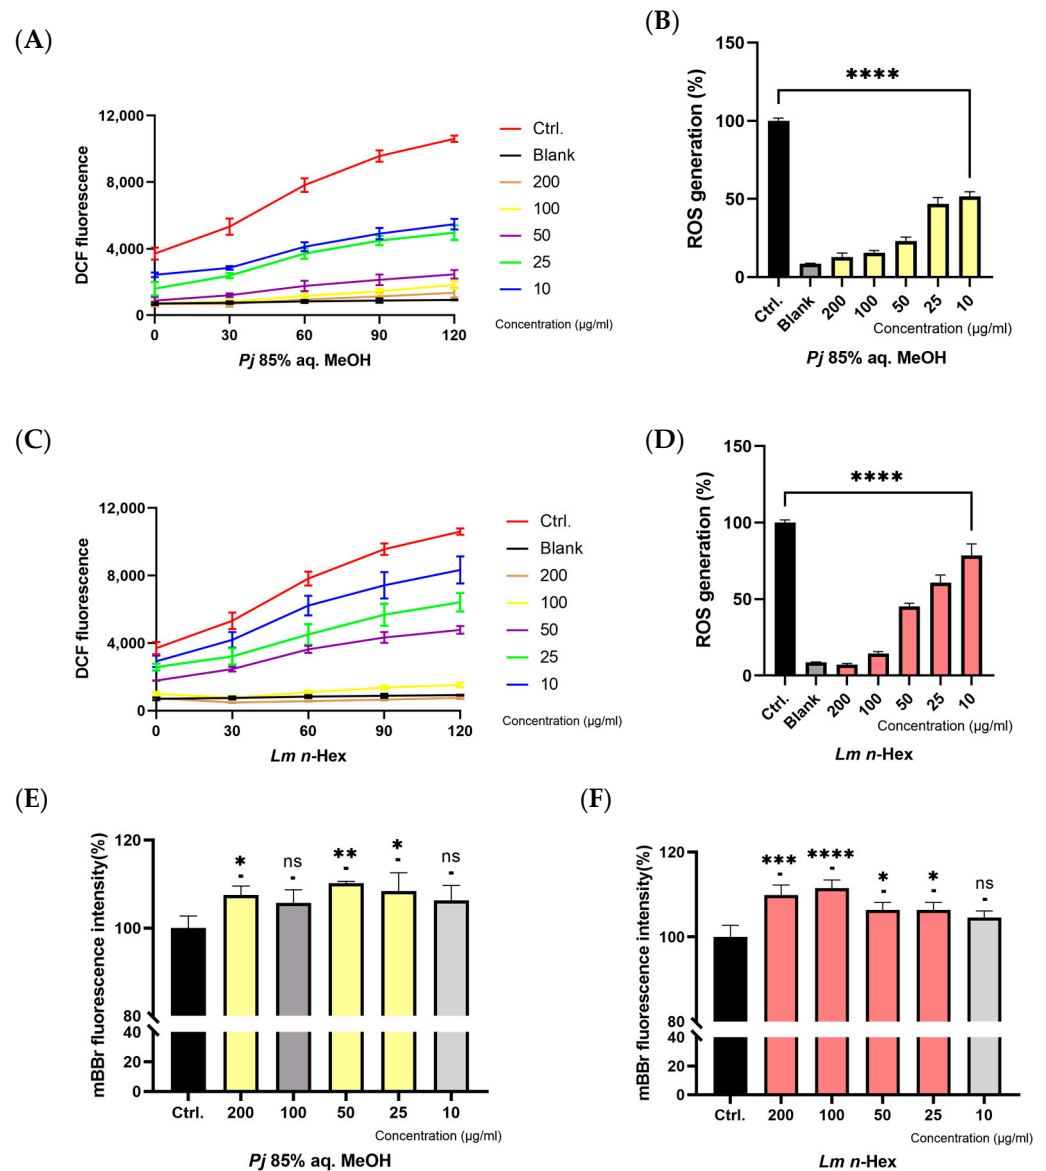 (A)
12,000
8,000
4,000
0
DCF fluorescence
0 30 60 90 120
Pj 85% aq. MeOH
Ctrl.
Blank
200
100
50
25
10
Concentration (µg/ml)
(B)
150
100
50
0
ROS generation (%)
****
Ctrl. Blank 200 100 50 25 10
Concentration (µg/ml)
Pj 85% aq. MeOH
(C)
12,000
8,000
4,000
0
DCF fluorescence
0 30 60 90 120
Lm n-Hex
Ctrl.
Blank
200
100
50
25
10
Concentration (µg/ml)
(D)
150
100
50
0
ROS generation (%)
****
Ctrl. Blank 200 100 50 25 10
Concentration (µg/ml)
Lm n-Hex
(E)
120
100
80
40
20
0
mBBr fluorescence intensity(%)
* ns ** * ns
Ctrl. 200 100 50 25 10
Concentration (µg/ml)
Pj 85% aq. MeOH
(F)
120
100
80
40
20
0
mBBr fluorescence intensity(%)
*** **** * * ns
Ctrl. 200 100 50 25 10
Concentration (µg/ml)
Lm n-Hex